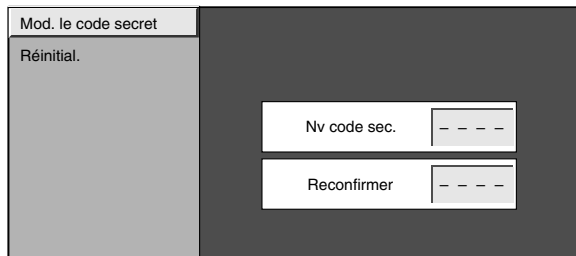 Mod. le code secret
Réinitial.
Nv code sec. – – – –
Reconfirmer – – – –